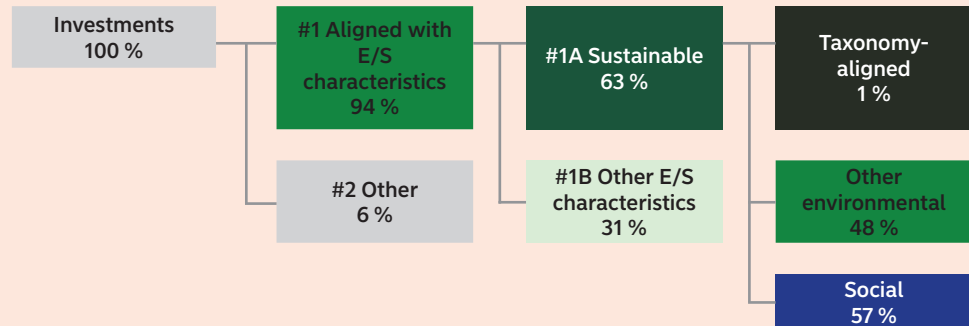 Investments
100 %
#1 Aligned with
E/S
characteristics
94 %
#1A Sustainable
63 %
Taxonomy-
aligned
1 %
#2 Other
6 %
#1B Other E/S
characteristics
31 %
Other
environmental
48 %
Social
57 %